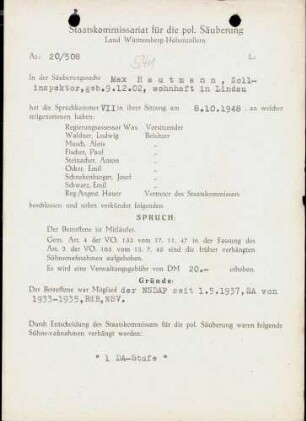 Staatskommissariat für die pol. Säuberung
Land Württemberg-Hohenzollern
Az: 20/508 L:
In der Säuberungssache Max Hautmann, Zoll-
inspektor, geb. 9.12.02, wohnhaft in Lindau
hat die Spruchkammer VII in ihrer Sitzung am 8.10.1948, an welcher
teilgenommen haben:
Regierungsassessor Wax Vorsitzender
Waldner, Ludwig Beisitzer
Musch, Alois
Fischer, Paul
Steinacher, Anton
Emil
Josef
Schwarz, Emil
Reg. Angest. Hauer Vertreter des Staatskommissars
beschlossen und sofort verkündet folgenden
SPRUCH:
Der Betroffene ist Mitläufer.
Gem. Art. 4 der VO. 133 vom 17. 11. 47 in der Fassung des
Art. 2 der VO. 165 vom 13. 7. 48 sind die früher verhängten
Sühnemaßnahmen aufgehoben.
Es wird eine Verwaltungsgebühr von DM 20.- erhoben.
Gründe:
Der Betroffene war Mitglied der NSDAP seit 1.5.1937, SA von
1933-1935, RDB, NSV.
Durch Entscheidung des Staatskommissars für die pol. Säuberung waren folgende
Sühnemaßnahmen verhängt worden:
"1 DA-Stufe"